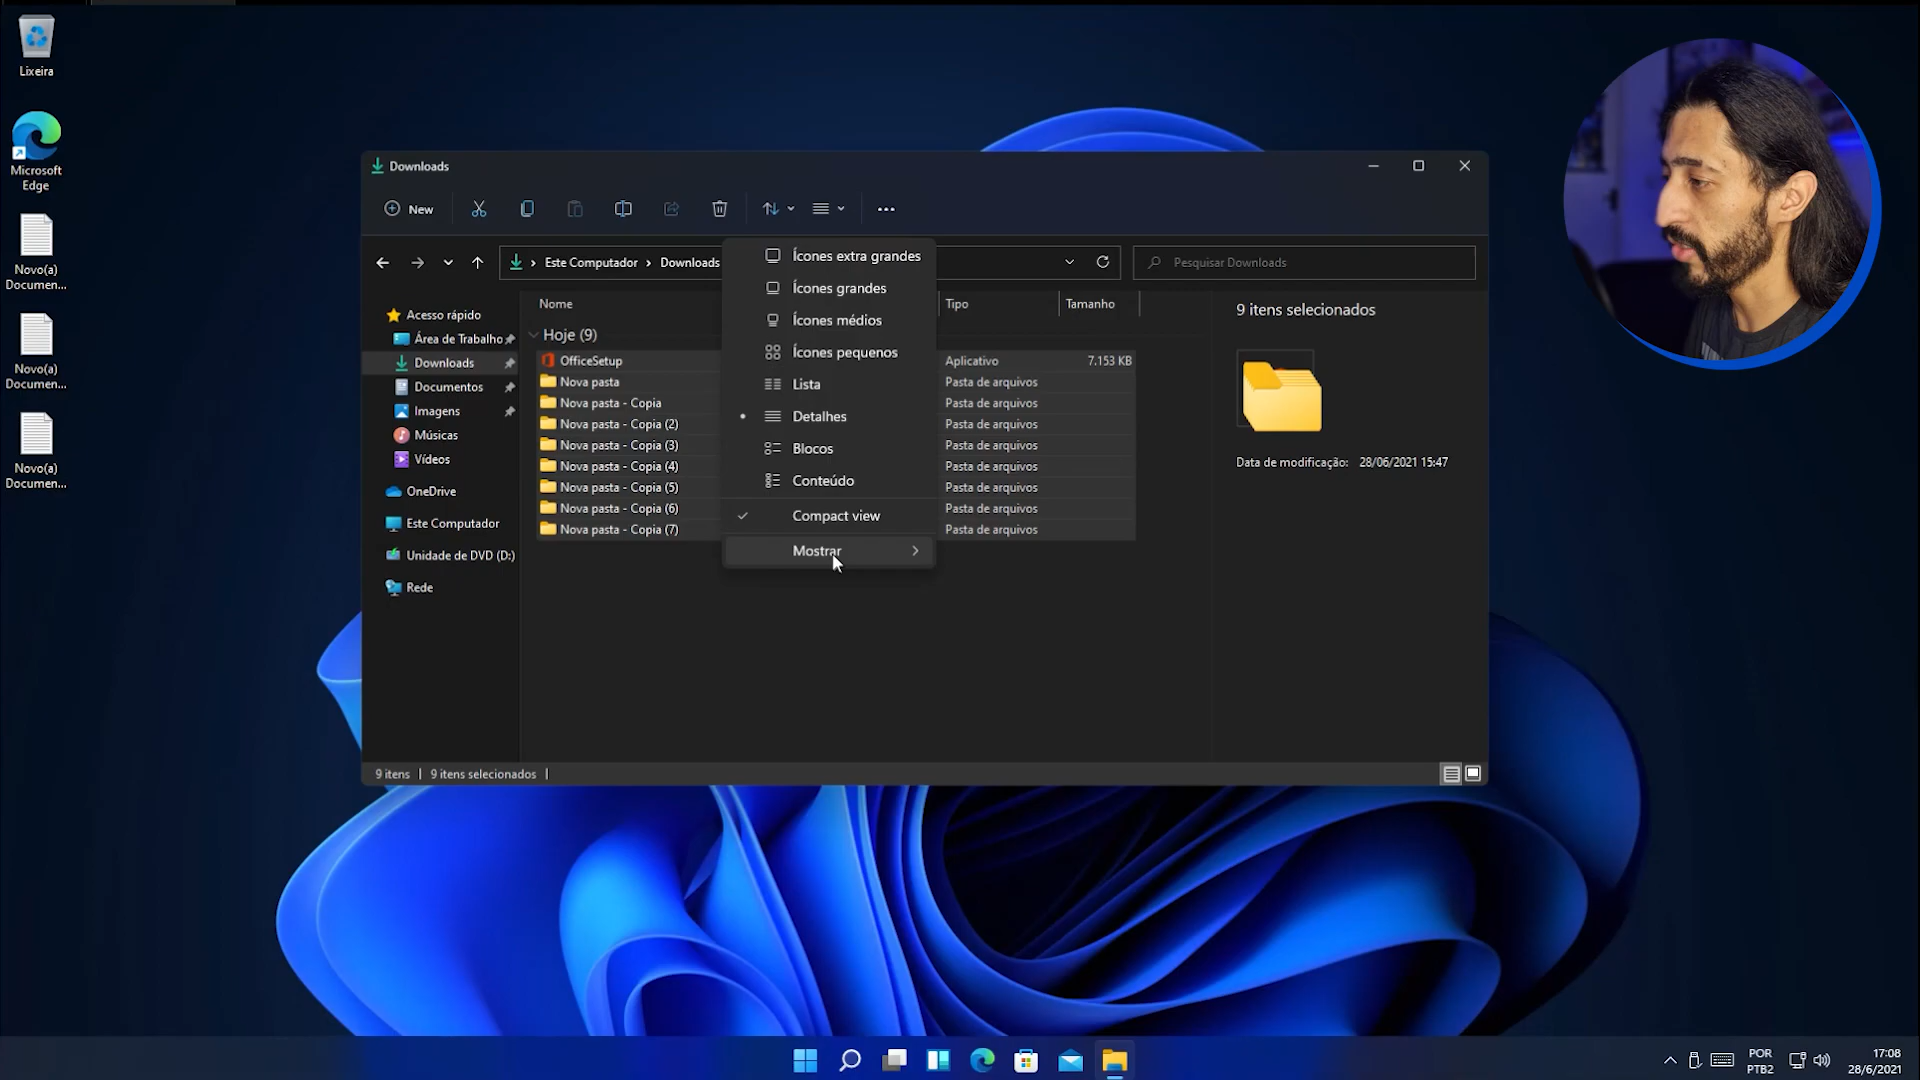 Lixeira
Microsoft
Edge
Novo(a)
Documen...
Novo(a)
Documen...
Novo(a)
Documen...
Downloads
New
Este Computador > Downloads
Pesquisar Downloads
Acesso rápido
Área de Trabalho
Downloads
Documentos
Imagens
Músicas
Vídeos
OneDrive
Este Computador
Unidade de DVD (D:)
Rede
Nome
Tipo
Tamanho
Hoje (9)
OfficeSetup
Aplicativo
7.153 KB
Nova pasta
Pasta de arquivos
Nova pasta - Copia
Pasta de arquivos
Nova pasta - Copia (2)
Pasta de arquivos
Nova pasta - Copia (3)
Pasta de arquivos
Nova pasta - Copia (4)
Pasta de arquivos
Nova pasta - Copia (5)
Pasta de arquivos
Nova pasta - Copia (6)
Pasta de arquivos
Nova pasta - Copia (7)
Pasta de arquivos
Ícones extra grandes
Ícones grandes
Ícones médios
Ícones pequenos
Lista
Detalhes
Blocos
Conteúdo
Compact view
Mostrar
9 itens selecionados
Data de modificação: 28/06/2021 15:47
9 itens | 9 itens selecionados |
POR
PTB2
17:08
28/6/2021